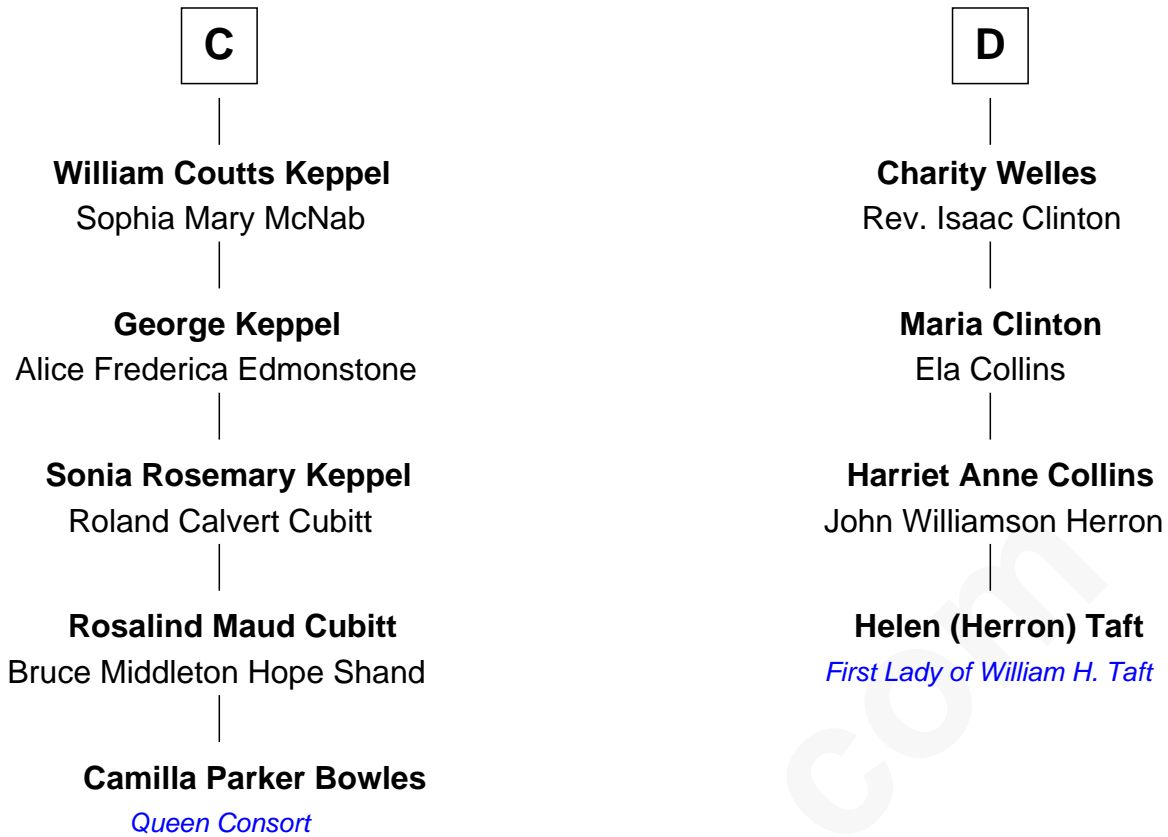 C
William Coutts Keppel
Sophia Mary McNab
George Keppel
Alice Frederica Edmonstone
Sonia Rosemary Keppel
Roland Calvert Cubitt
Rosalind Maud Cubitt
Bruce Middleton Hope Shand
Camilla Parker Bowles
Queen Consort
D
Charity Welles
Rev. Isaac Clinton
Maria Clinton
Ela Collins
Harriet Anne Collins
John Williamson Herron
Helen (Herron) Taft
First Lady of William H. Taft
com